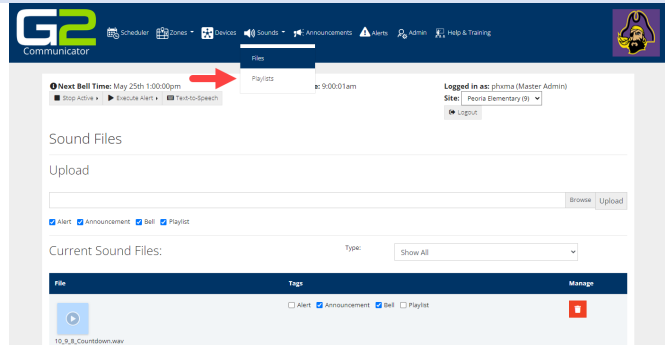 G2
Communicator
Scheduler Zones Devices Sounds Announcements Alerts Admin Help & Training
Files
Playlists
Next Bell Time: May 25th 1:00:00pm
e: 9:00:01am
Logged in as: phxma (Master Admin)
Stop Active Execute Alert Text-to-Speech
Site: Peoria Elementary (9)
Logout
Sound Files
Upload
Browse Upload
Alert Announcement Bell Playlist
Current Sound Files:
Type: Show All
File Tags Manage
Alert Announcement Bell Playlist
10_9_8_Countdown.wav